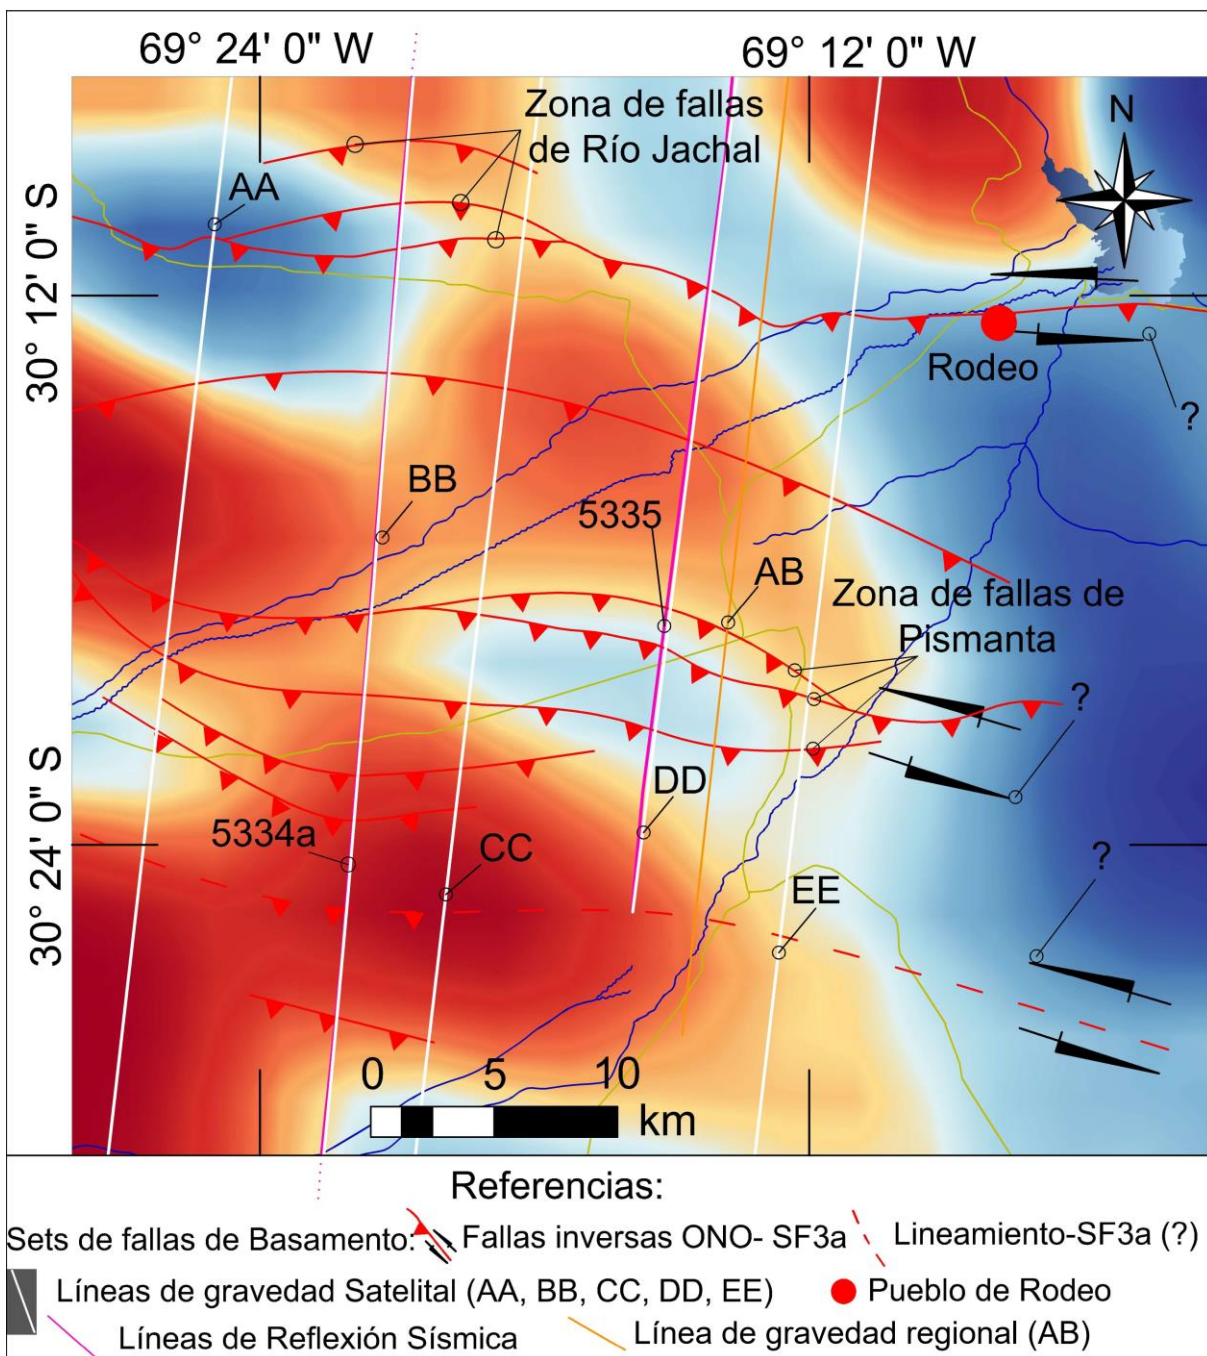 69° 24' 0" W
69° 12' 0" W
Zona de fallas
de Río Jachal
N
AA
30° 12' 0" S
Rodeo
?
BB
5335
AB
Zona de fallas de
Pismanta
?
DD
5334a
CC
30° 24' 0" S
EE
?
0 5 10
km
Referencias:
Sets de fallas de Basamento: Fallas inversas ONO- SF3a Lineamiento-SF3a (?)
Líneas de gravedad Satelital (AA, BB, CC, DD, EE) Pueblo de Rodeo
Líneas de Reflexión Sísmica Línea de gravedad regional (AB)